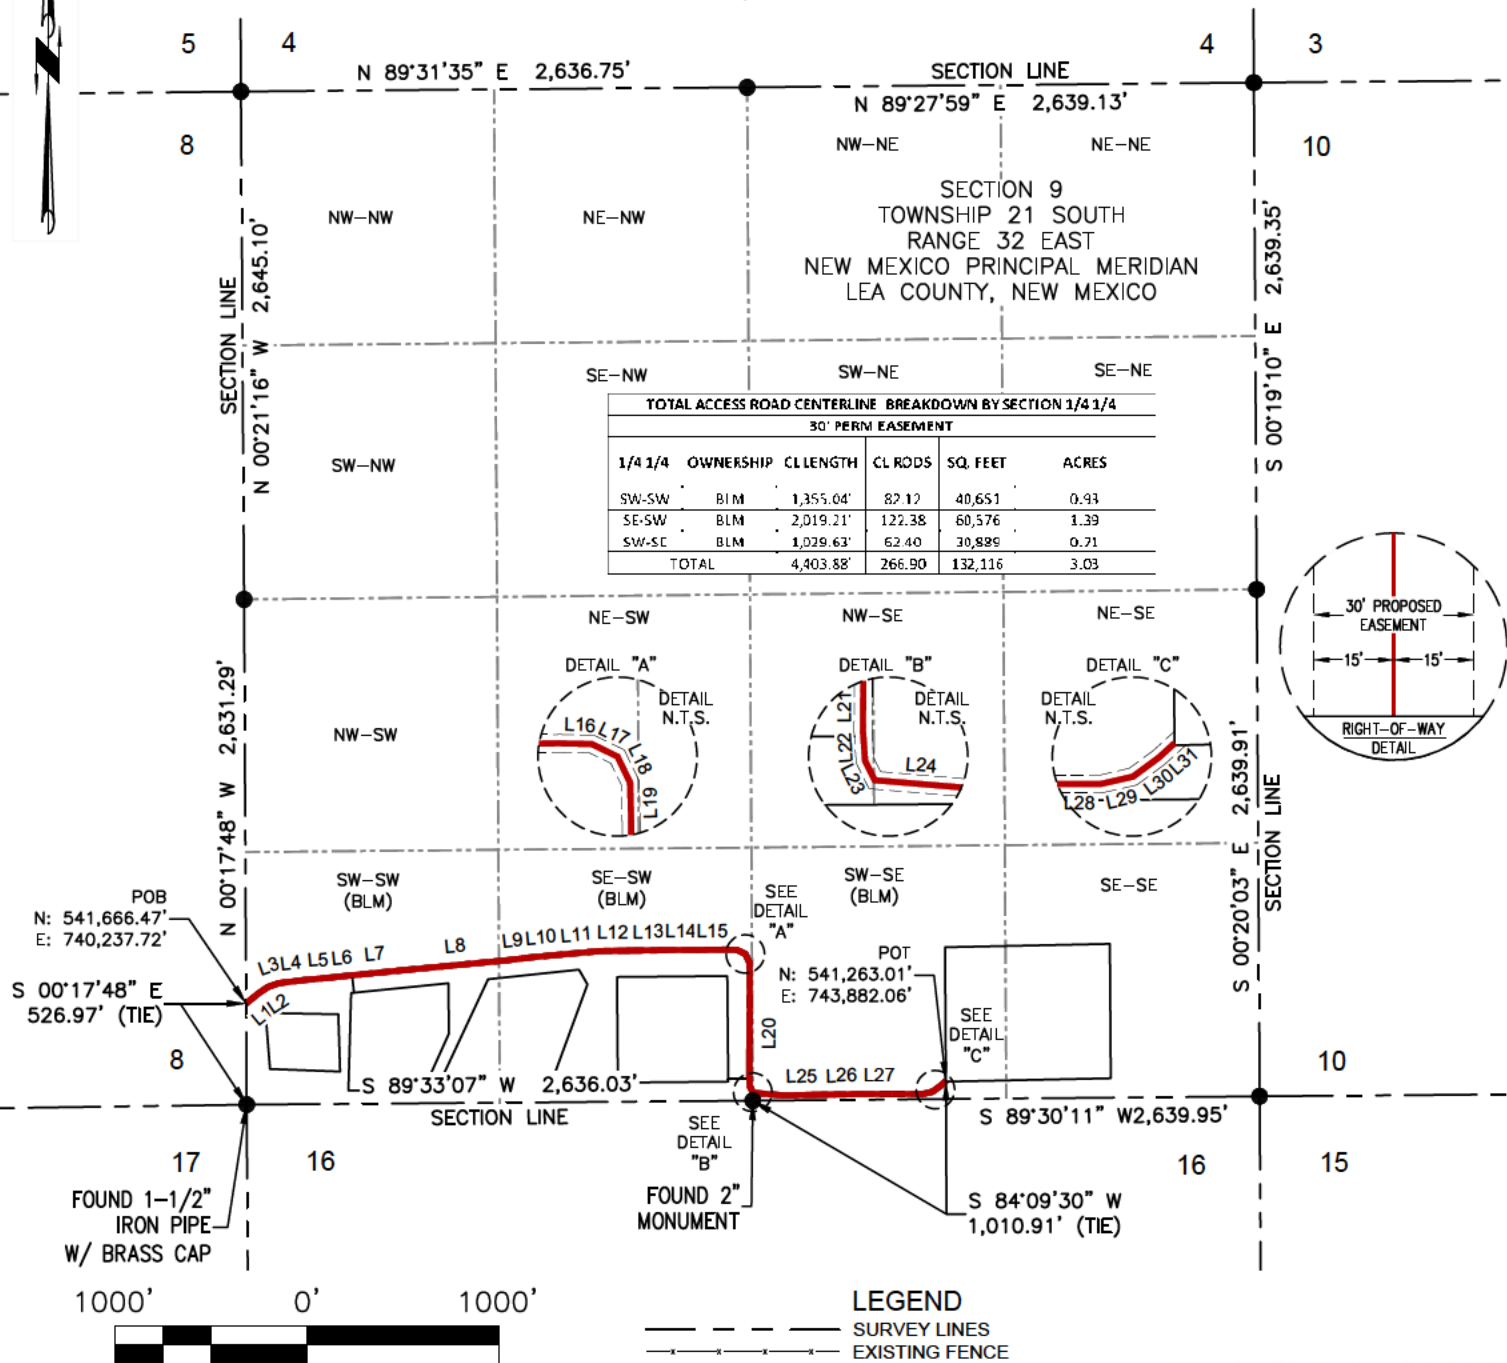 5
4
4
3
N 89°31'35" E 2,636.75'
SECTION LINE
N 89°27'59" E 2,639.13'
8
10
NW-NE
NE-NE
NW-NW
NE-NW
SECTION 9
TOWNSHIP 21 SOUTH
RANGE 32 EAST
NEW MEXICO PRINCIPAL MERIDIAN
LEA COUNTY, NEW MEXICO
SECTION LINE
N 00°21'16" W 2,645.10'
S 00°19'10" E 2,639.35'
SE-NW
SW-NE
SE-NE
SW-NW
TOTAL ACCESS ROAD CENTERLINE BREAKDOWN BY SECTION 1/4 1/4
30' PERM EASEMENT
1/4 1/4 OWNERSHIP CL LENGTH CL RODS SQ. FEET ACRES
SW-SW BLM 1,355.04' 82.12 40,651 0.93
SE-SW BLM 2,019.21' 122.38 60,576 1.39
SW-SE BLM 1,029.63' 62.40 30,889 0.71
TOTAL 4,403.88' 266.90 132,116 3.03
30' PROPOSED
EASEMENT
15' 15'
RIGHT-OF-WAY
DETAIL
NE-SW
NW-SE
NE-SE
NW-SW
DETAIL "A"
DETAIL
N.T.S.
L16 L17 L18 L19
DETAIL "B"
DETAIL
N.T.S.
L21 L22 L23 L24
DETAIL "C"
DETAIL
N.T.S.
L28 L29 L30 L31
N 00°17'48" W 2,631.29'
S 00°20'03" E 2,639.91'
SECTION LINE
SW-SW
(BLM)
SE-SW
(BLM)
SW-SE
(BLM)
SE-SE
POB
N: 541,666.47'
E: 740,237.72'
S 00°17'48" E
526.97' (TIE)
L1 L2 L3 L4 L5 L6 L7 L8 L9 L10 L11 L12 L13 L14 L15
SEE
DETAIL
"A"
POT
N: 541,263.01'
E: 743,882.06'
SEE
DETAIL
"C"
L20
L25 L26 L27
8
10
S 89°33'07" W 2,636.03'
SECTION LINE
S 89°30'11" W 2,639.95'
SEE
DETAIL
"B"
17
16
16
15
FOUND 1-1/2"
IRON PIPE
W/ BRASS CAP
FOUND 2"
MONUMENT
S 84°09'30" W
1,010.91' (TIE)
1000' 0' 1000'
LEGEND
SURVEY LINES
EXISTING FENCE